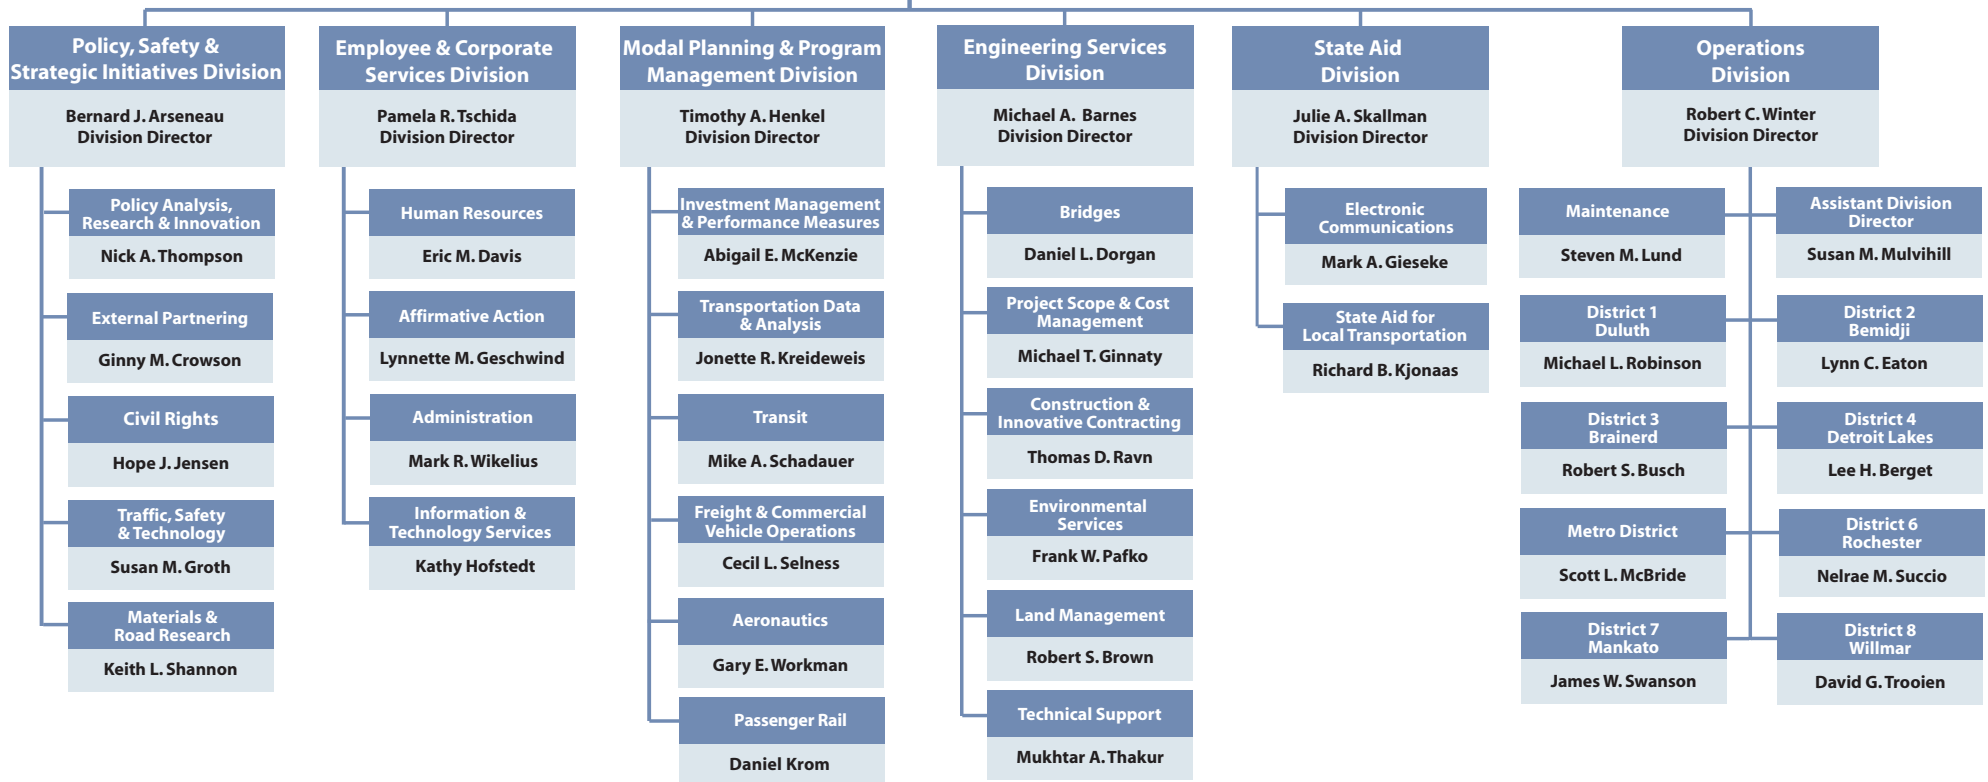 Policy, Safety &
Strategic Initiatives Division
Bernard J. Arseneau
Division Director
Policy Analysis,
Research & Innovation
Nick A. Thompson
External Partnering
Ginny M. Crowson
Civil Rights
Hope J. Jensen
Traffic, Safety
& Technology
Susan M. Groth
Materials &
Road Research
Keith L. Shannon
Employee & Corporate
Services Division
Pamela R. Tschida
Division Director
Human Resources
Eric M. Davis
Affirmative Action
Lynnette M. Geschwind
Administration
Mark R. Wikelius
Information &
Technology Services
Kathy Hofstedt
Modal Planning & Program
Management Division
Timothy A. Henkel
Division Director
Investment Management
& Performance Measures
Abigail E. McKenzie
Transportation Data
& Analysis
Jonette R. Kreideweis
Transit
Mike A. Schadauer
Freight & Commercial
Vehicle Operations
Cecil L. Selness
Aeronautics
Gary E. Workman
Passenger Rail
Daniel Krom
Engineering Services
Division
Michael A. Barnes
Division Director
Bridges
Daniel L. Dorgan
Project Scope & Cost
Management
Michael T. Ginnaty
Construction &
Innovative Contracting
Thomas D. Ravn
Environmental
Services
Frank W. Pafko
Land Management
Robert S. Brown
Technical Support
Mukhtar A. Thakur
State Aid
Division
Julie A. Skallman
Division Director
Electronic
Communications
Mark A. Gieseke
State Aid for
Local Transportation
Richard B. Kjonaas
Operations
Division
Robert C. Winter
Division Director
Maintenance
Steven M. Lund
Assistant Division
Director
Susan M. Mulvihill
District 1
Duluth
Michael L. Robinson
District 2
Bemidji
Lynn C. Eaton
District 3
Brainerd
Robert S. Busch
District 4
Detroit Lakes
Lee H. Berget
Metro District
Scott L. McBride
District 6
Rochester
Nelrae M. Succio
District 7
Mankato
James W. Swanson
District 8
Willmar
David G. Trooien